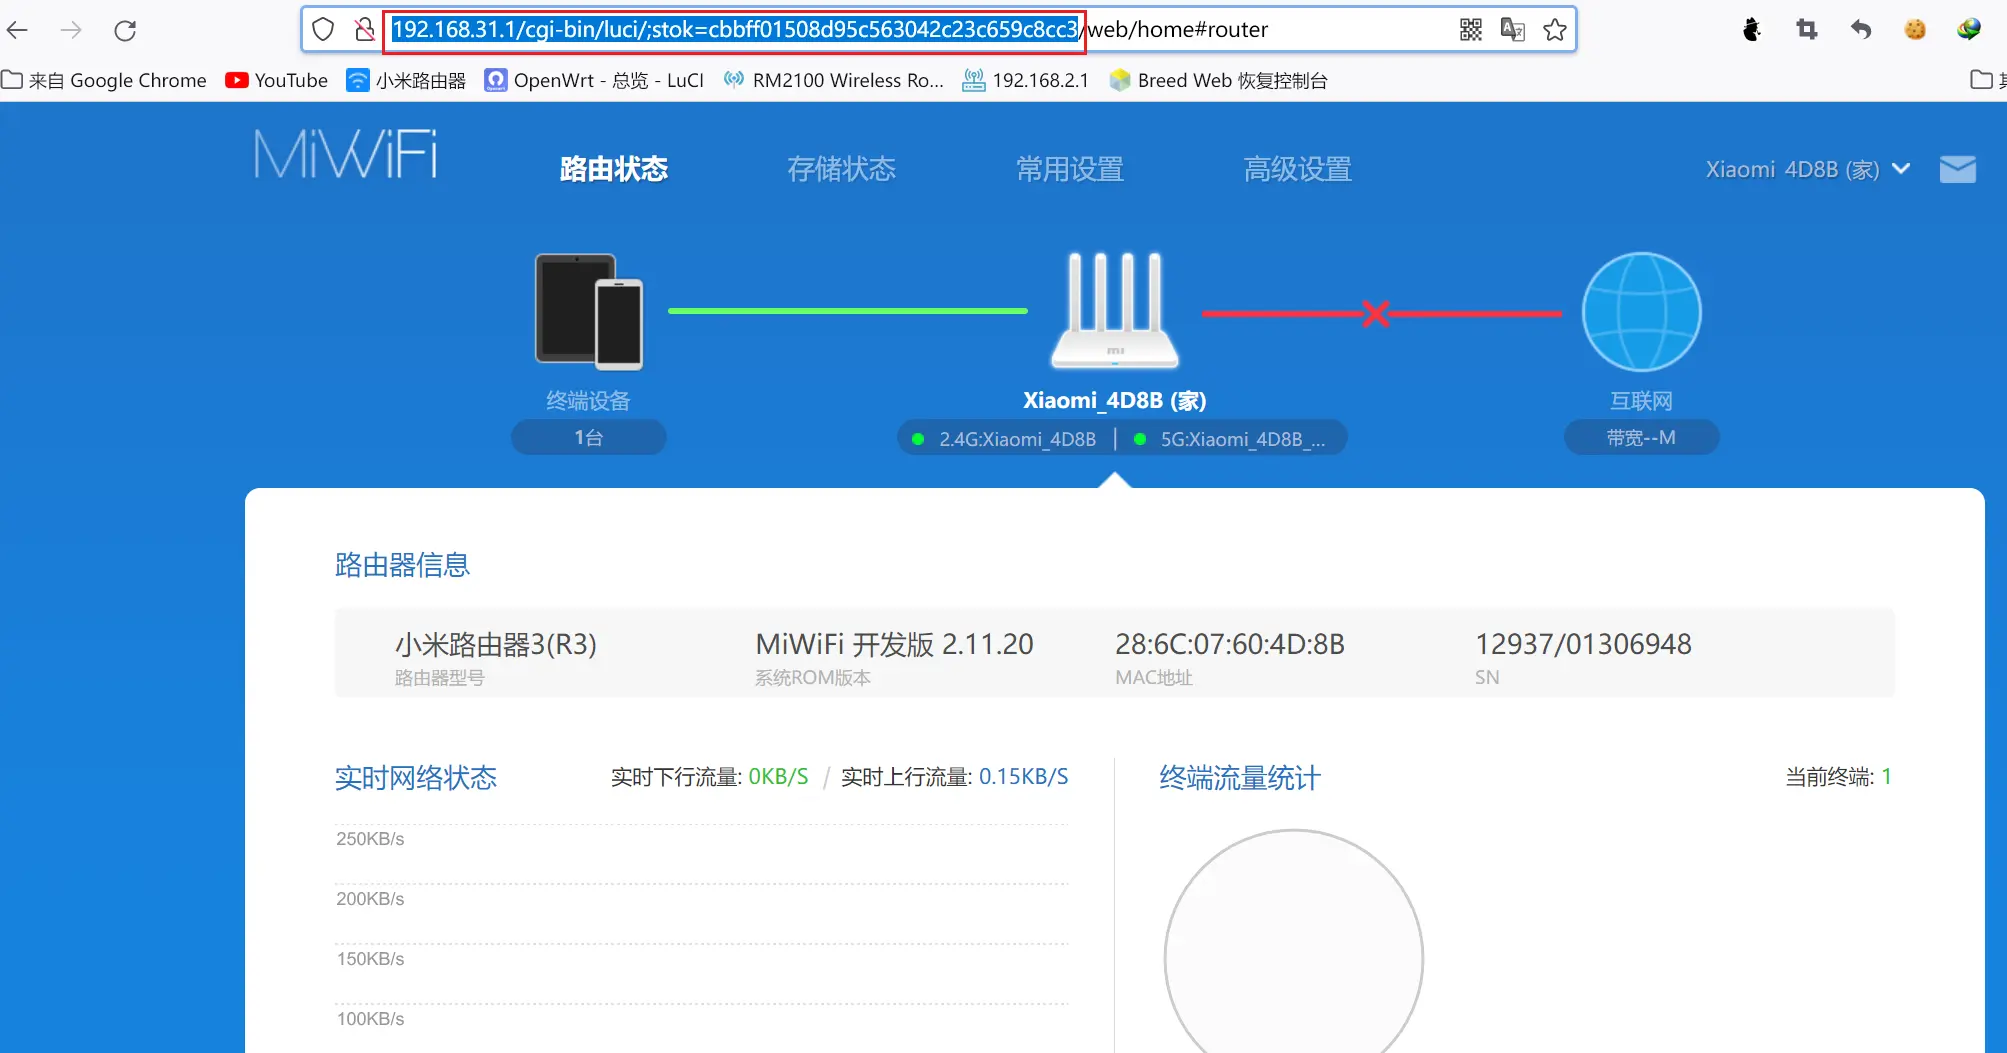 192.168.31.1/cgi-bin/luci/;stok=cbbff01508d95c563042c23c659c8cc3/web/home#router
来自 Google Chrome YouTube 小米路由器 OpenWrt - 总览 - LuCI RM2100 Wireless Ro... 192.168.2.1 Breed Web 恢复控制台
MiWiFi 路由状态 存储状态 常用设置 高级设置 Xiaomi_4D8B (家)
mi
终端设备 Xiaomi_4D8B (家) 互联网
1台 2.4G:Xiaomi_4D8B | 5G:Xiaomi_4D8B_... 带宽--M
路由器信息
小米路由器3(R3) MiWiFi 开发版 2.11.20 28:6C:07:60:4D:8B 12937/01306948
路由器型号 系统ROM版本 MAC地址 SN
实时网络状态 实时下行流量: 0KB/S / 实时上行流量: 0.15KB/S 终端流量统计 当前终端: 1
250KB/s
200KB/s
150KB/s
100KB/s